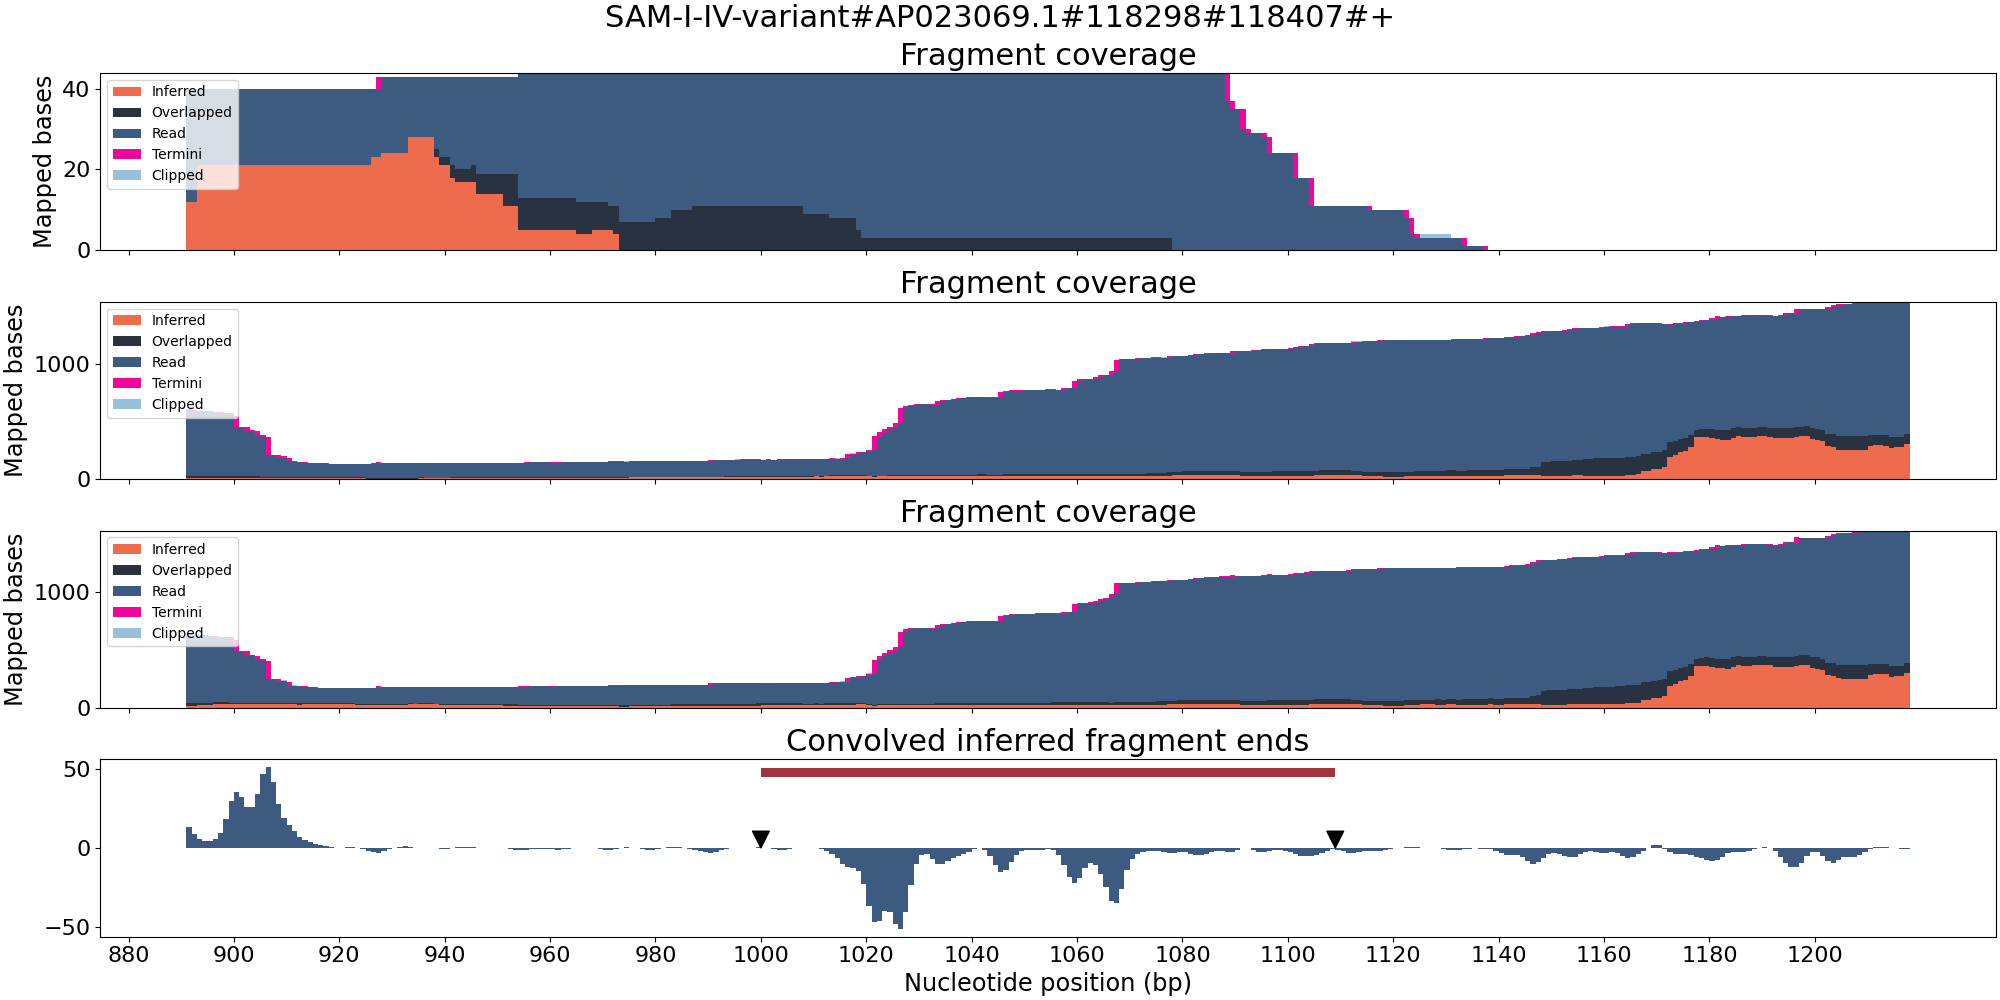 SAM-I-IV-variant#AP023069.1#118298#118407#+
Fragment coverage
Mapped bases
40
20
0
Inferred
Overlapped
Read
Termini
Clipped
Fragment coverage
Mapped bases
1000
0
Inferred
Overlapped
Read
Termini
Clipped
Fragment coverage
Mapped bases
1000
0
Inferred
Overlapped
Read
Termini
Clipped
Convolved inferred fragment ends
50
0
−50
880 900 920 940 960 980 1000 1020 1040 1060 1080 1100 1120 1140 1160 1180 1200
Nucleotide position (bp)